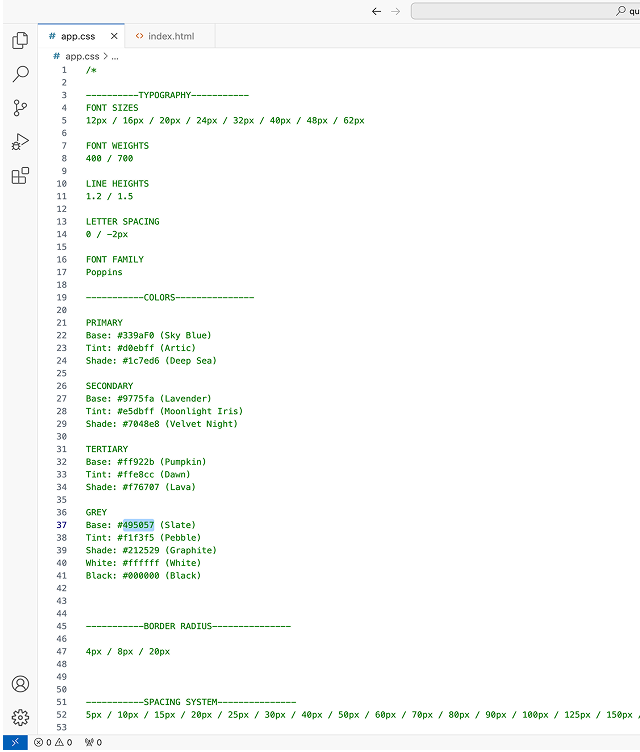 qu
# app.css × <> index.html
# app.css > ...
1 /*
2
3 ----------TYPOGRAPHY-----------
4 FONT SIZES
5 12px / 16px / 20px / 24px / 32px / 40px / 48px / 62px
6
7 FONT WEIGHTS
8 400 / 700
9
10 LINE HEIGHTS
11 1.2 / 1.5
12
13 LETTER SPACING
14 0 / -2px
15
16 FONT FAMILY
17 Poppins
18
19 -----------COLORS---------------
20
21 PRIMARY
22 Base: #339aF0 (Sky Blue)
23 Tint: #d0ebff (Artic)
24 Shade: #1c7ed6 (Deep Sea)
25
26 SECONDARY
27 Base: #9775fa (Lavender)
28 Tint: #e5dbff (Moonlight Iris)
29 Shade: #7048e8 (Velvet Night)
30
31 TERTIARY
32 Base: #ff922b (Pumpkin)
33 Tint: #ffe8cc (Dawn)
34 Shade: #f76707 (Lava)
35
36 GREY
37 Base: #495057 (Slate)
38 Tint: #f1f3f5 (Pebble)
39 Shade: #212529 (Graphite)
40 White: #ffffff (White)
41 Black: #000000 (Black)
42
43
44
45 -----------BORDER RADIUS---------------
46
47 4px / 8px / 20px
48
49
50
51 -----------SPACING SYSTEM---------------
52 5px / 10px / 15px / 20px / 25px / 30px / 40px / 50px / 60px / 70px / 80px / 90px / 100px / 125px / 150px /
53
0 0 0